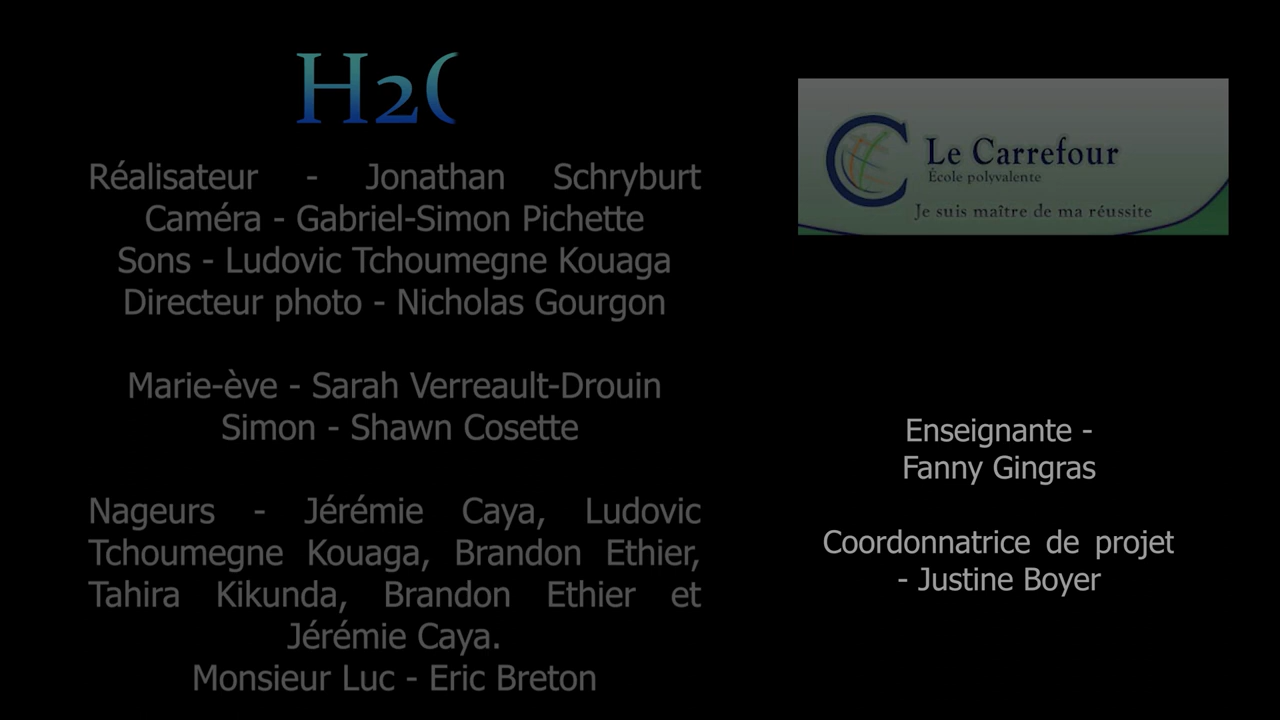 H2O
Réalisateur - Jonathan Schryburt
Caméra - Gabriel-Simon Pichette
Sons - Ludovic Tchoumegne Kouaga
Directeur photo - Nicholas Gourgon
Marie-ève - Sarah Verreault-Drouin
Simon - Shawn Cosette
Nageurs - Jérémie Caya, Ludovic
Tchoumegne Kouaga, Brandon Ethier,
Tahira Kikunda, Brandon Ethier et
Jérémie Caya.
Monsieur Luc - Eric Breton
Le Carrefour
École polyvalente
Je suis maître de ma réussite
Enseignante -
Fanny Gingras
Coordonnatrice de projet
- Justine Boyer